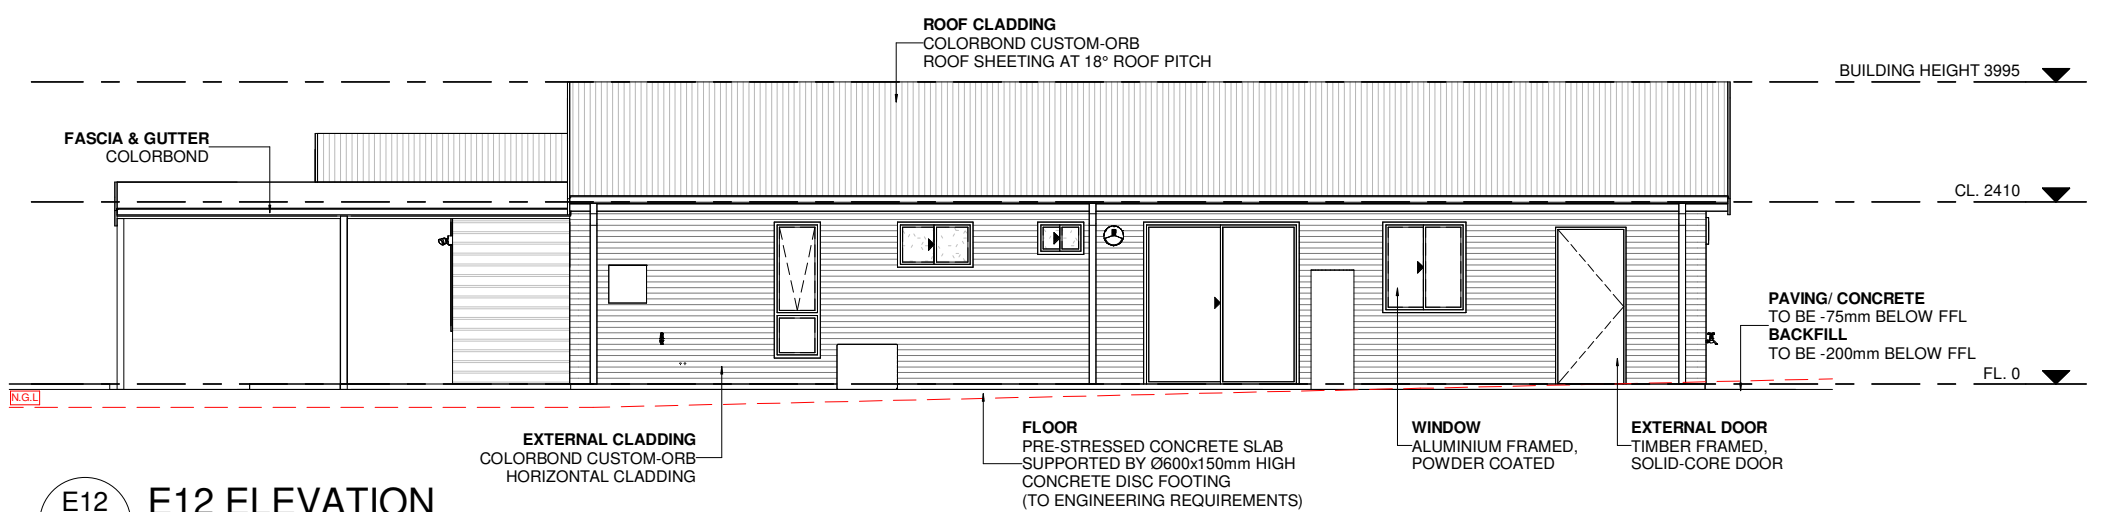 ROOF CLADDING
COLORBOND CUSTOM-ORB
ROOF SHEETING AT 18° ROOF PITCH
BUILDING HEIGHT 3995
FASCIA & GUTTER
COLORBOND
CL. 2410
PAVING/ CONCRETE
TO BE -75mm BELOW FFL
BACKFILL
TO BE -200mm BELOW FFL
FL. 0
N.G.L
EXTERNAL CLADDING
COLORBOND CUSTOM-ORB
HORIZONTAL CLADDING
FLOOR
PRE-STRESSED CONCRETE SLAB
SUPPORTED BY Ø600x150mm HIGH
CONCRETE DISC FOOTING
(TO ENGINEERING REQUIREMENTS)
WINDOW
ALUMINIUM FRAMED,
POWDER COATED
EXTERNAL DOOR
TIMBER FRAMED,
SOLID-CORE DOOR
E12
E12 ELEVATION